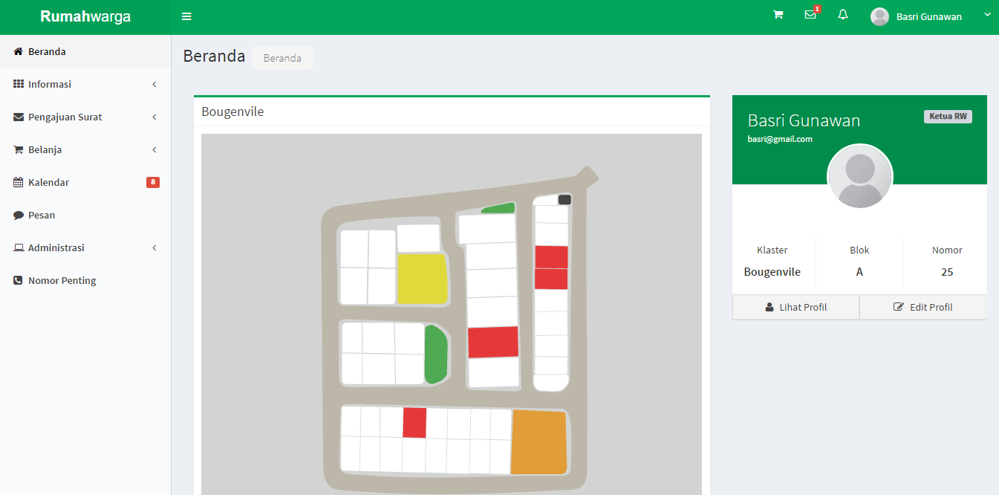 Rumahwarga
1
Basri Gunawan
Beranda
Informasi
Pengajuan Surat
Belanja
Kalendar 8
Pesan
Administrasi
Nomor Penting
Beranda Beranda
Bougenvile
Basri Gunawan Ketua RW
basri@gmail.com
Klaster Blok Nomor
Bougenvile A 25
Lihat Profil Edit Profil